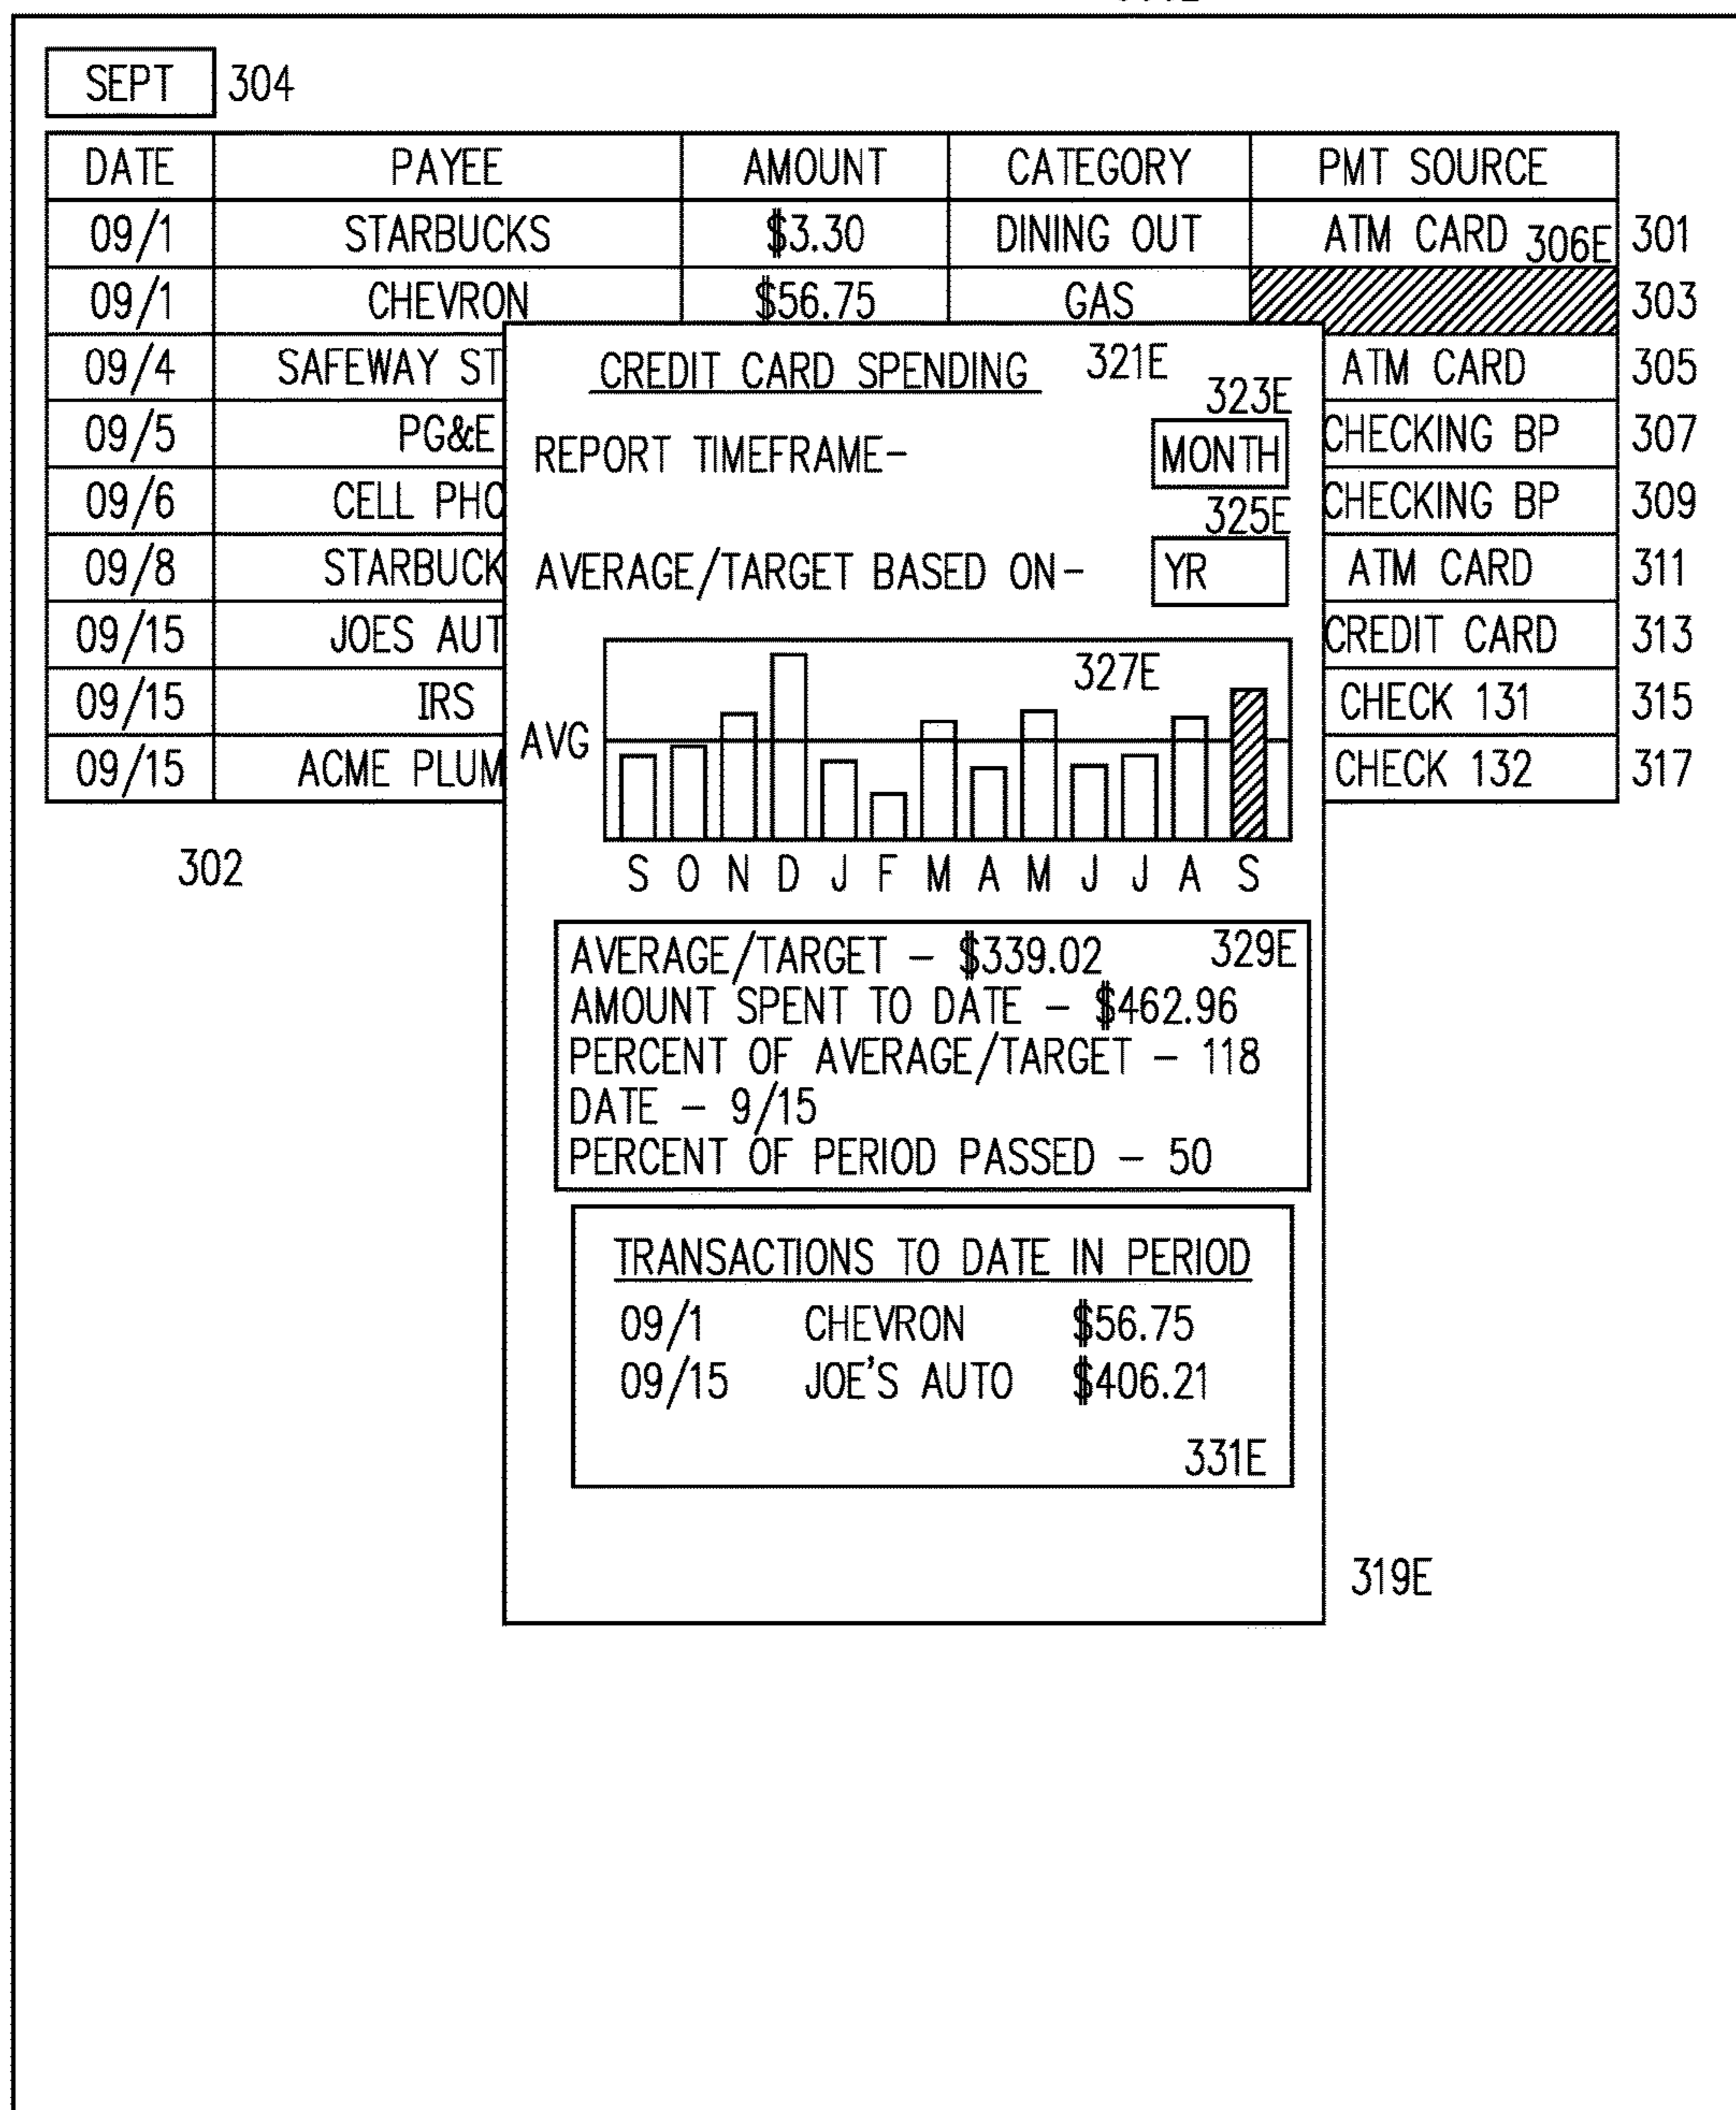 SEPT 304
DATE PAYEE AMOUNT CATEGORY PMT SOURCE
09/1 STARBUCKS $3.30 DINING OUT ATM CARD 306E 301
09/1 CHEVRON $56.75 GAS 303
09/4 SAFEWAY ST ATM CARD 305
09/5 PG&E CHECKING BP 307
09/6 CELL PHO CHECKING BP 309
09/8 STARBUCK ATM CARD 311
09/15 JOES AUT CREDIT CARD 313
09/15 IRS CHECK 131 315
09/15 ACME PLUM CHECK 132 317
302
CREDIT CARD SPENDING 321E
323E
REPORT TIMEFRAME- MONTH
325E
AVERAGE/TARGET BASED ON- YR
327E
AVG
S O N D J F M A M J J A S
AVERAGE/TARGET - $339.02 329E
AMOUNT SPENT TO DATE - $462.96
PERCENT OF AVERAGE/TARGET - 118
DATE - 9/15
PERCENT OF PERIOD PASSED - 50
TRANSACTIONS TO DATE IN PERIOD
09/1 CHEVRON $56.75
09/15 JOE'S AUTO $406.21
331E
319E